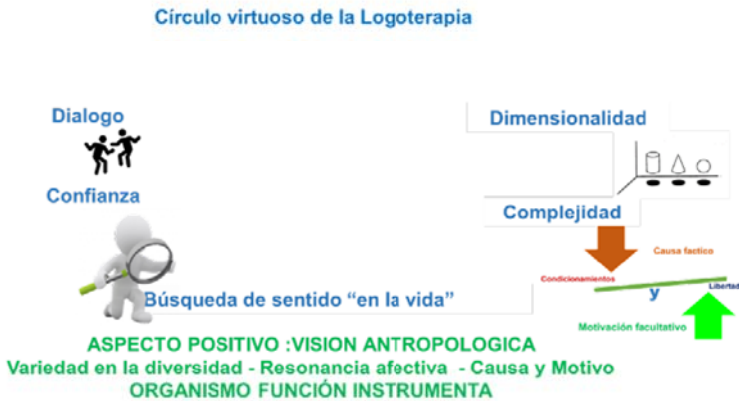 Círculo virtuoso de la Logoterapia
Dialogo
Dimensionalidad
Confianza
Complejidad
Causa factico
Condicionamientos
Libertad
y
Búsqueda de sentido “en la vida”
Motivación facultativo
ASPECTO POSITIVO :VISION ANTROPOLOGICA
Variedad en la diversidad - Resonancia afectiva - Causa y Motivo
ORGANISMO FUNCIÓN INSTRUMENTA